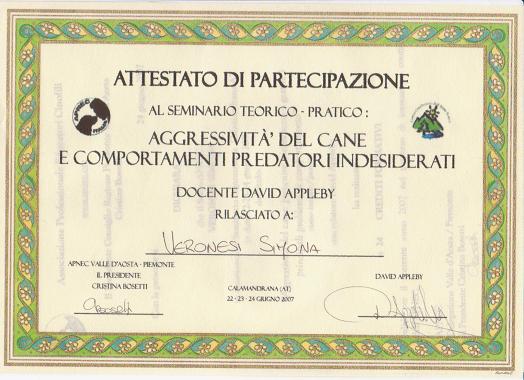 ATTESTATO DI PARTECIPAZIONE
AL SEMINARIO TEORICO - PRATICO :
AGGRESSIVITA' DEL CANE
E COMPORTAMENTI PREDATORI INDESIDERATI
DOCENTE DAVID APPLEBY
RILASCIATO A:
VERONESI SIMONA
APNEC VALLE D'AOSTA - PIEMONTE
IL PRESIDENTE
CRISTINA BOSETTI
CALAMANDRANA (AT)
22 - 23 - 24 GIUGNO 2007
DAVID APPLEBY